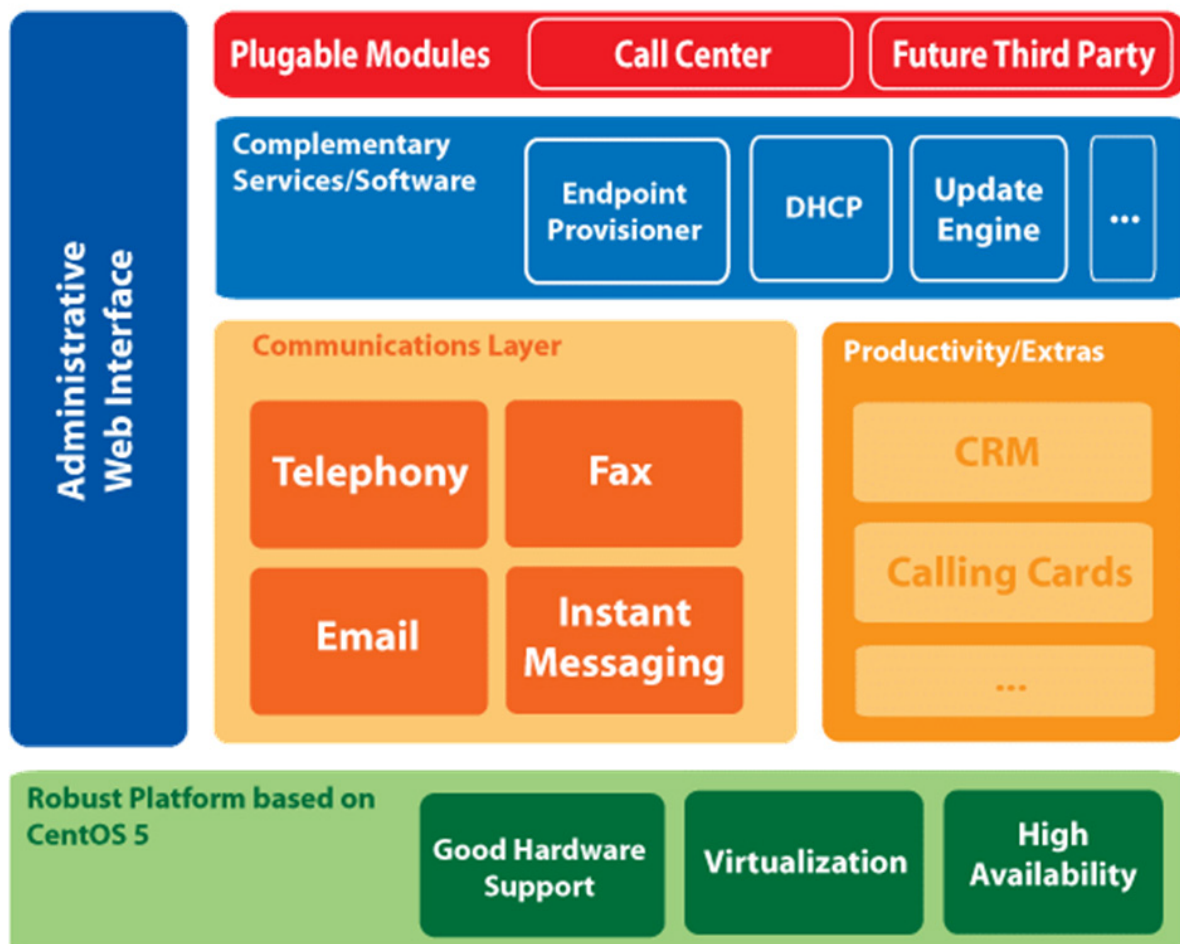 Administrative
Web Interface
Plugable Modules
Call Center
Future Third Party
Complementary
Services/Software
Endpoint
Provisioner
DHCP
Update
Engine
...
Communications Layer
Telephony
Fax
Email
Instant
Messaging
Productivity/Extras
CRM
Calling Cards
...
Robust Platform based on
CentOS 5
Good Hardware
Support
Virtualization
High
Availability